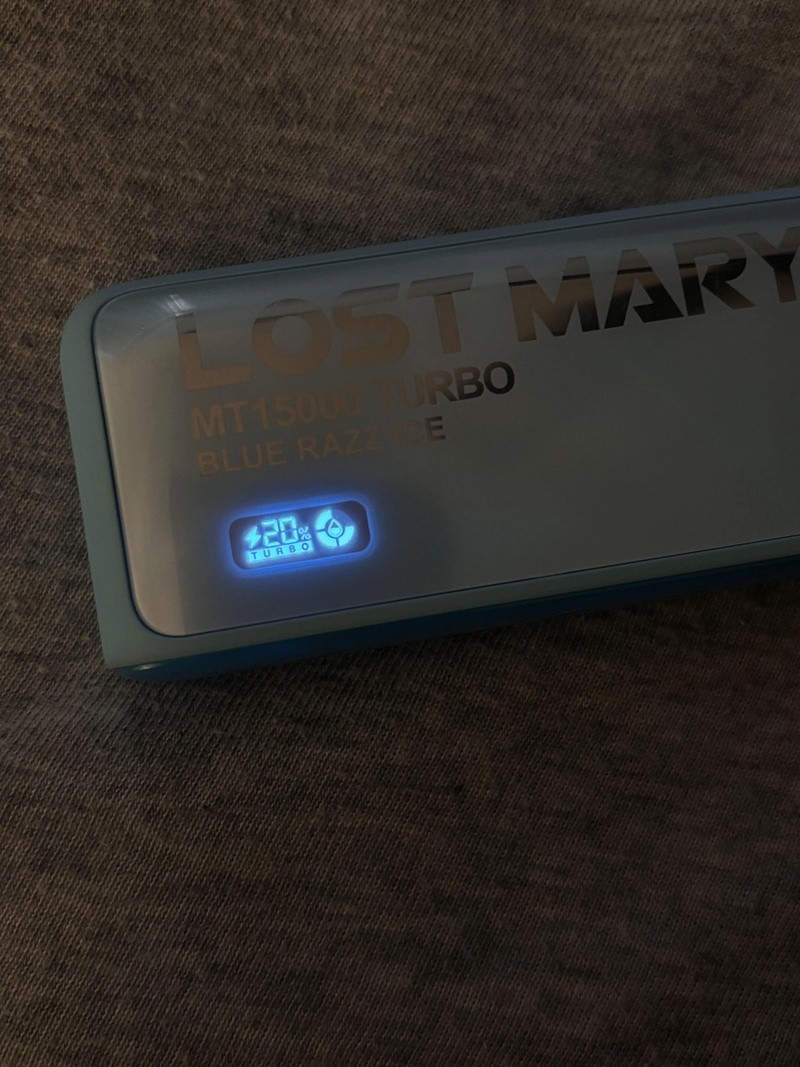 LOST MARY
MT15000 TURBO
BLUE RAZZ ICE
20%
TURBO